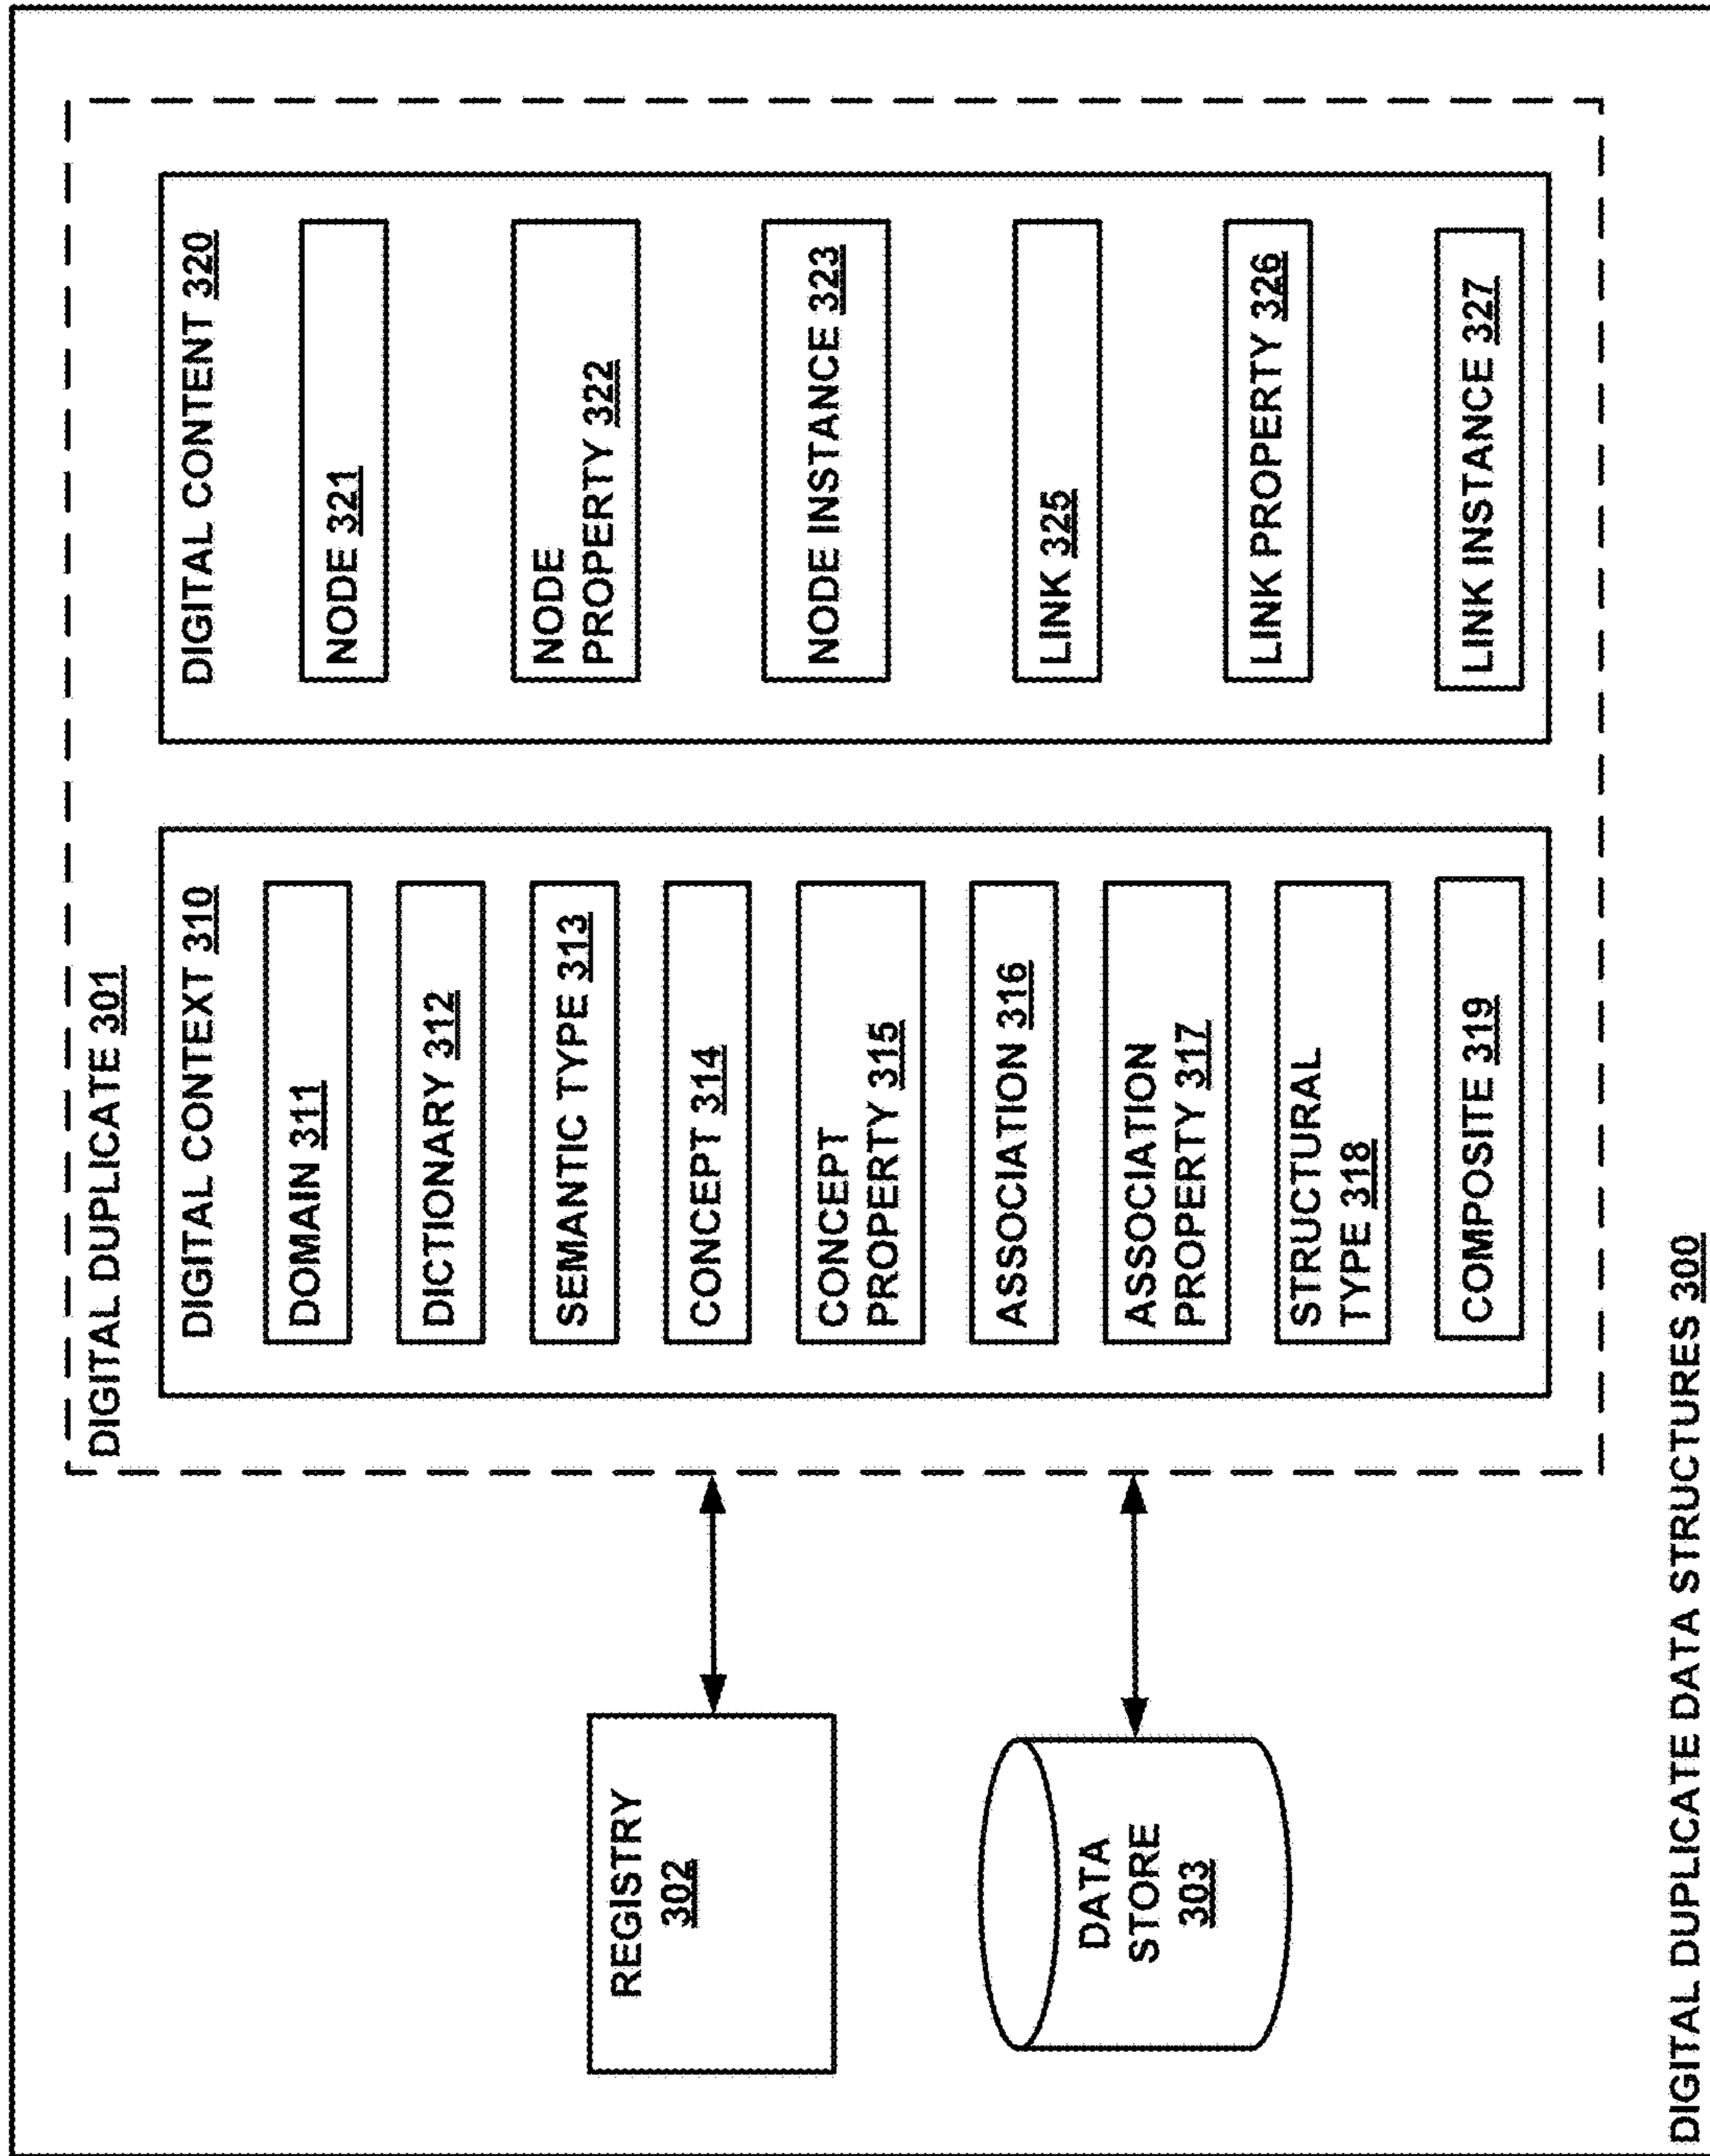 DIGITAL DUPLICATE 301
DIGITAL CONTEXT 310
DOMAIN 311
DICTIONARY 312
SEMANTIC TYPE 313
CONCEPT 314
CONCEPT
PROPERTY 315
ASSOCIATION 316
ASSOCIATION
PROPERTY 317
STRUCTURAL
TYPE 318
COMPOSITE 319
DIGITAL CONTENT 320
NODE 321
NODE
PROPERTY 322
NODE INSTANCE 323
LINK 325
LINK PROPERTY 326
LINK INSTANCE 327
REGISTRY
302
DATA
STORE
303
DIGITAL DUPLICATE DATA STRUCTURES 300